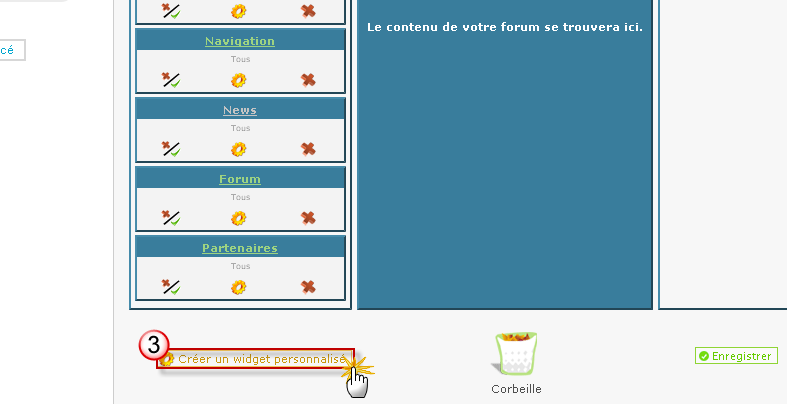 cé
Navigation
Tous
News
Tous
Forum
Tous
Partenaires
Tous
Le contenu de votre forum se trouvera ici.
3
Créer un widget personnalisé
Corbeille
Enregistrer